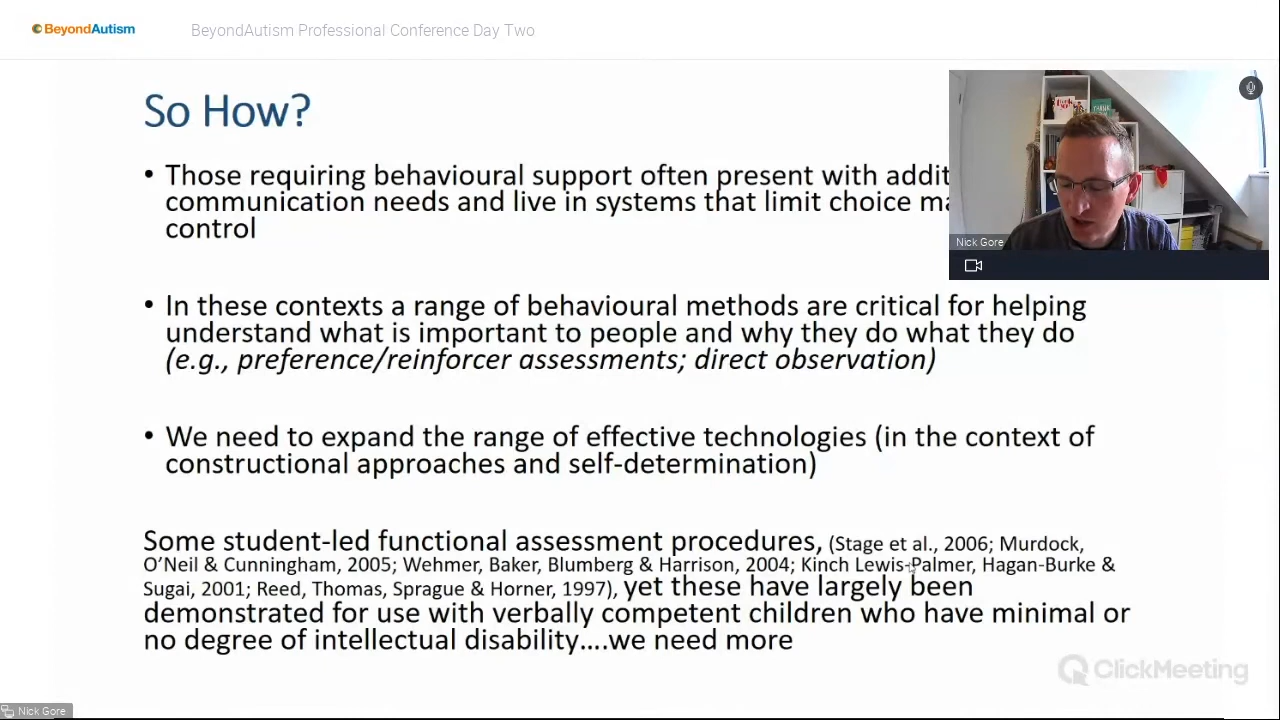 BeyondAutism
BeyondAutism Professional Conference Day Two
So How?
• Those requiring behavioural support often present with addit
communication needs and live in systems that limit choice ma
control
Nick Gore
• In these contexts a range of behavioural methods are critical for helping
understand what is important to people and why they do what they do
(e.g., preference/reinforcer assessments; direct observation)
• We need to expand the range of effective technologies (in the context of
constructional approaches and self-determination)
Some student-led functional assessment procedures, (Stage et al., 2006; Murdock,
O’Neil & Cunningham, 2005; Wehmer, Baker, Blumberg & Harrison, 2004; Kinch Lewis-Palmer, Hagan-Burke &
Sugai, 2001; Reed, Thomas, Sprague & Horner, 1997), yet these have largely been
demonstrated for use with verbally competent children who have minimal or
no degree of intellectual disability....we need more
ClickMeeting
Nick Gore